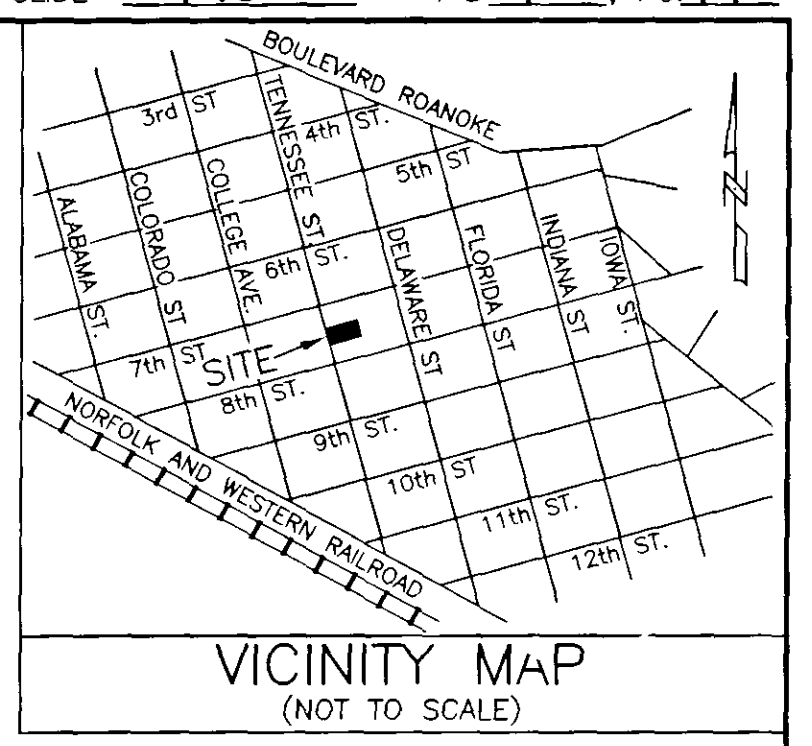 BOULEVARD ROANOKE
3rd ST
4th ST.
5th ST
TENNESSEE ST.
COLLEGE AVE.
COLORADO ST
ALABAMA ST.
6th ST.
DELAWARE ST
FLORIDA ST
INDIANA ST
IOWA ST.
N
7th ST
SITE
8th ST.
9th ST.
10th ST
11th ST.
12th ST.
NORFOLK AND WESTERN RAILROAD
VICINITY MAP
(NOT TO SCALE)